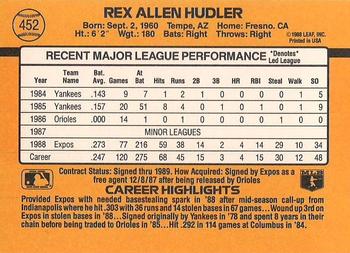 452
REX ALLEN HUDLER
Born: Sept. 2, 1960 Tempe, AZ Home: Fresno, CA
Ht.: 6'2" Wgt.: 180 Bats: Right Throws: Right
© 1988 LEAF, INC.
Printed in USA
RECENT MAJOR LEAGUE PERFORMANCE *Denotes* Led League
Year Team Name Bat. Avg. Games At Bats Hits Runs 2B 3B HR RBI Steal Walk SO
1984 Yankees .143 9 7 1 2 1 0 0 0 0 1 5
1985 Yankees .157 20 51 8 4 0 1 0 1 0 1 9
1986 Orioles .000 14 1 0 1 0 0 0 0 1 0 0
1987 MINOR LEAGUES
1988 Expos .273 77 216 59 38 14 2 4 14 29 10 34
Career .247 120 275 68 45 15 3 4 15 30 12 48
Contract Status: Signed thru 1989. How Acquired: Signed by Expos as a
free agent 12/8/87 after being released by Orioles
CAREER HIGHLIGHTS
Provided Expos with needed basestealing spark in '88 after mid-season call-up from
Indianapolis where he hit .303 with 36 runs and 14 stolen bases in 67 games... Wound up 3rd on
Expos in stolen bases in '88... Signed originally by Yankees in '78 and spent 8 years in their
chain before being traded to Orioles in '85... Hit .292 in 114 games at Columbus in '84.